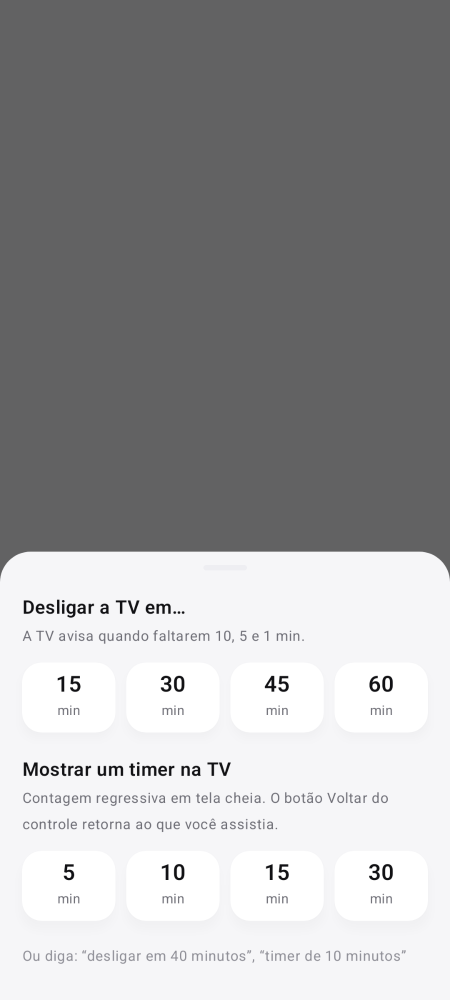 Desligar a TV em…
A TV avisa quando faltarem 10, 5 e 1 min.
15 30 45 60
min min min min
Mostrar um timer na TV
Contagem regressiva em tela cheia. O botão Voltar do
controle retorna ao que você assistia.
5 10 15 30
min min min min
Ou diga: “desligar em 40 minutos”, “timer de 10 minutos”